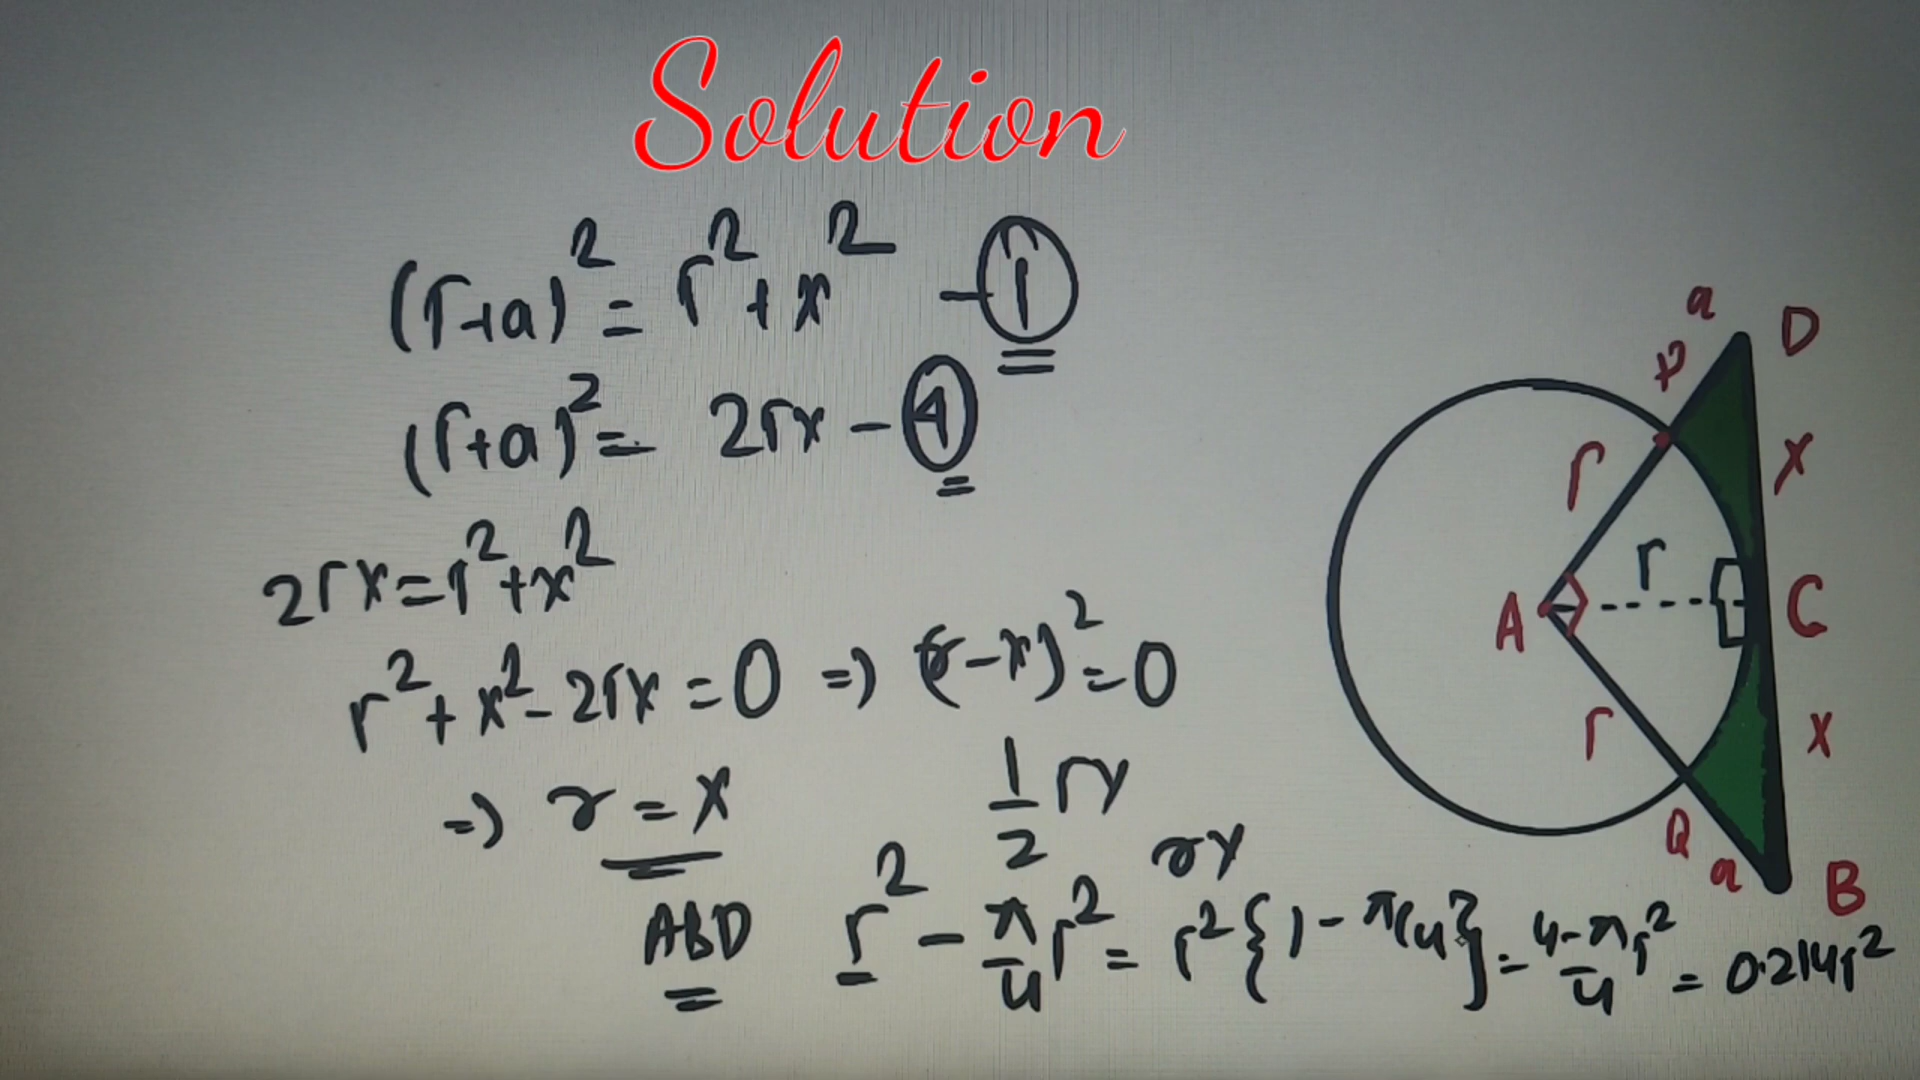 Solution
(r+a)² = r² + x² - ①
(r+a)² = 2rx - ④
2rx = r² + x²
r² + x² - 2rx = 0 => (r-x)² = 0
=> r = x
1/2 rx
rx
ABD r² - π/4 r² = r² {1 - π/4} = 4-π/4 r² = 0.214r²
a
D
P
r
x
r
A
C
r
x
Q
a
B